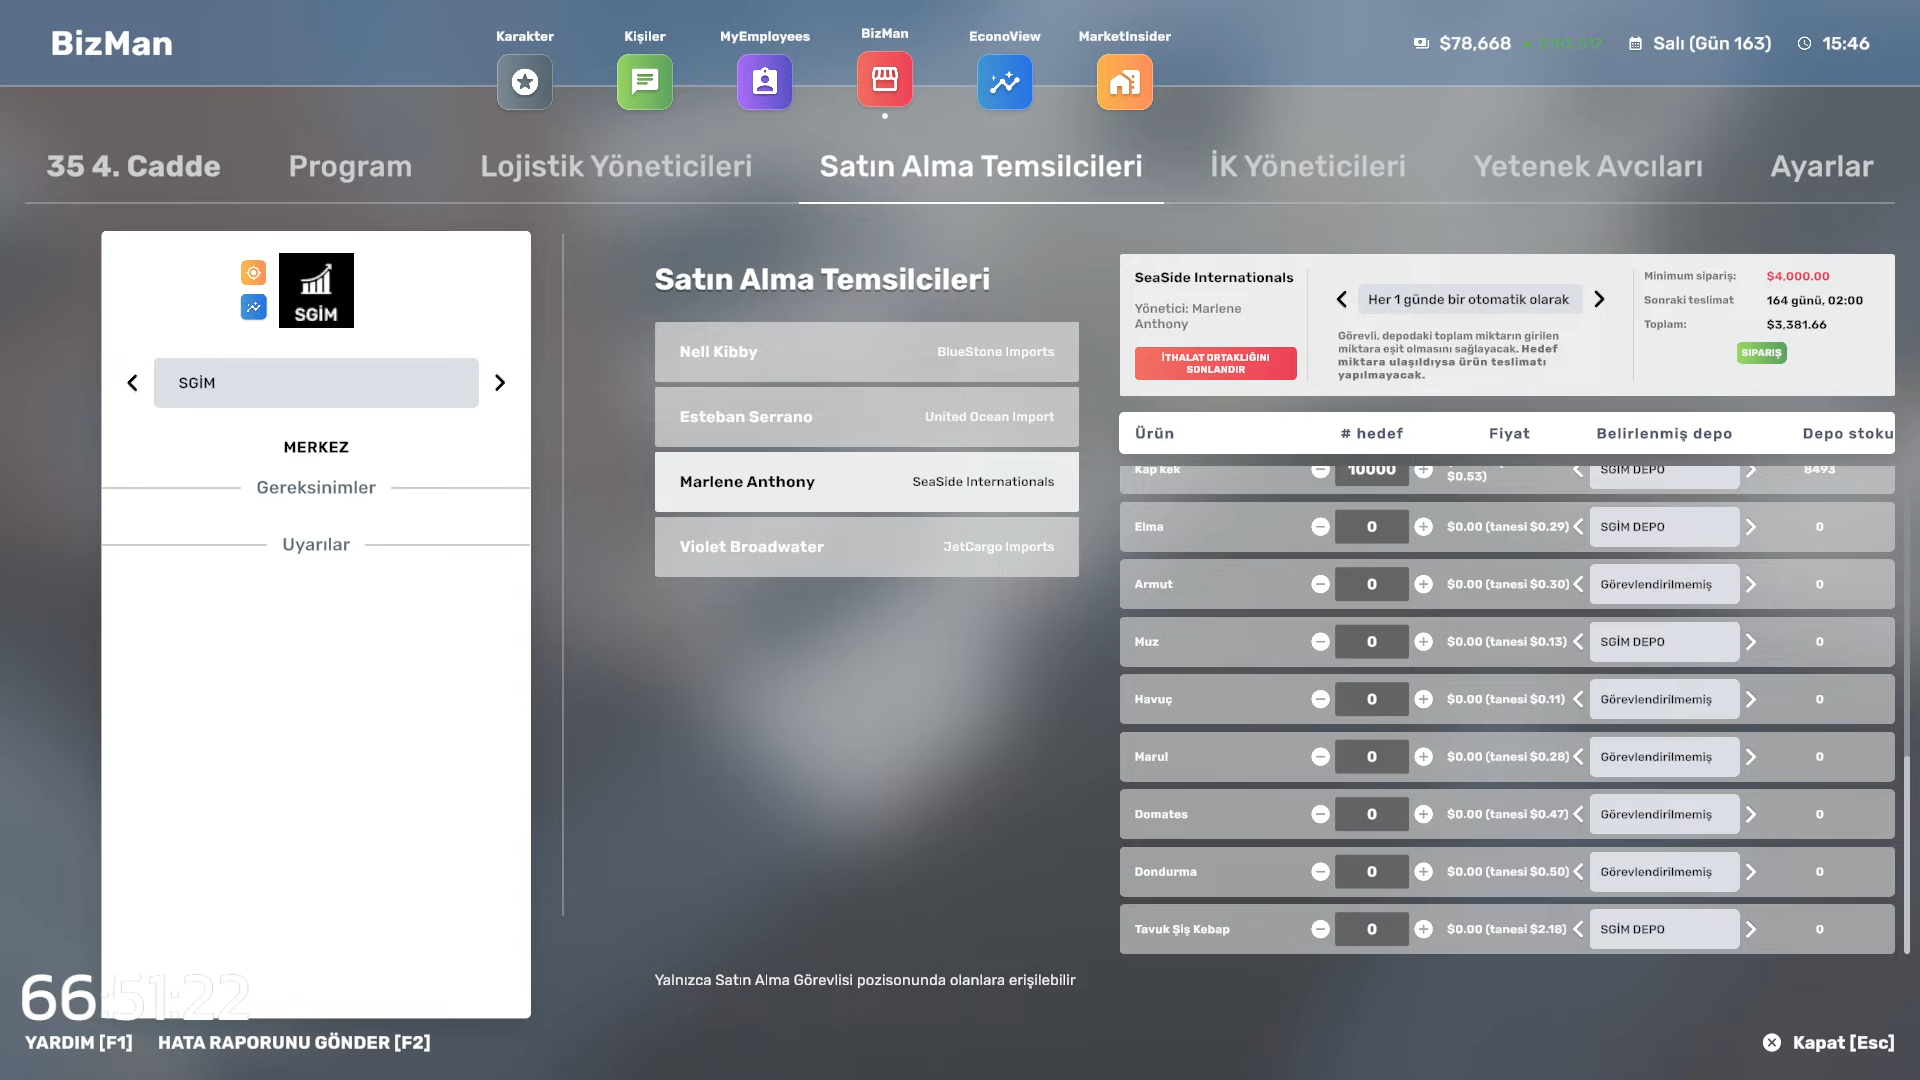 BizMan
Karakter
Kişiler
MyEmployees
BizMan
EconoView
MarketInsider
$78,668
Salı (Gün 163)
15:46
35 4. Cadde
Program
Lojistik Yöneticileri
Satın Alma Temsilcileri
İK Yöneticileri
Yetenek Avcıları
Ayarlar
SGİM
SGİM
MERKEZ
Gereksinimler
Uyarılar
Satın Alma Temsilcileri
Nell Kibby BlueStone Imports
Esteban Serrano United Ocean Import
Marlene Anthony SeaSide Internationals
Violet Broadwater JetCargo Imports
Yalnızca Satın Alma Görevlisi pozisonunda olanlara erişilebilir
SeaSide Internationals
Yönetici: Marlene
Anthony
İTHALAT ORTAKLIĞINI
SONLANDIR
Her 1 günde bir otomatik olarak
Görevli, depodaki toplam miktarın girilen
miktara eşit olmasını sağlayacak. Hedef
miktara ulaşıldıysa ürün teslimatı
yapılmayacak.
Minimum sipariş: $4,000.00
Sonraki teslimat 164 günü, 02:00
Toplam: $3,381.66
SIPARIŞ
Ürün # hedef Fiyat Belirlenmiş depo Depo stoku
Kap kek 10000 $0.53) SGİM DEPO 8493
Elma 0 $0.00 (tanesi $0.29) SGİM DEPO 0
Armut 0 $0.00 (tanesi $0.30) Görevlendirilmemiş 0
Muz 0 $0.00 (tanesi $0.13) SGİM DEPO 0
Havuç 0 $0.00 (tanesi $0.11) Görevlendirilmemiş 0
Marul 0 $0.00 (tanesi $0.28) Görevlendirilmemiş 0
Domates 0 $0.00 (tanesi $0.47) Görevlendirilmemiş 0
Dondurma 0 $0.00 (tanesi $0.50) Görevlendirilmemiş 0
Tavuk Şiş Kebap 0 $0.00 (tanesi $2.18) SGİM DEPO 0
66:51:22
YARDIM [F1] HATA RAPORUNU GÖNDER [F2]
Kapat [Esc]